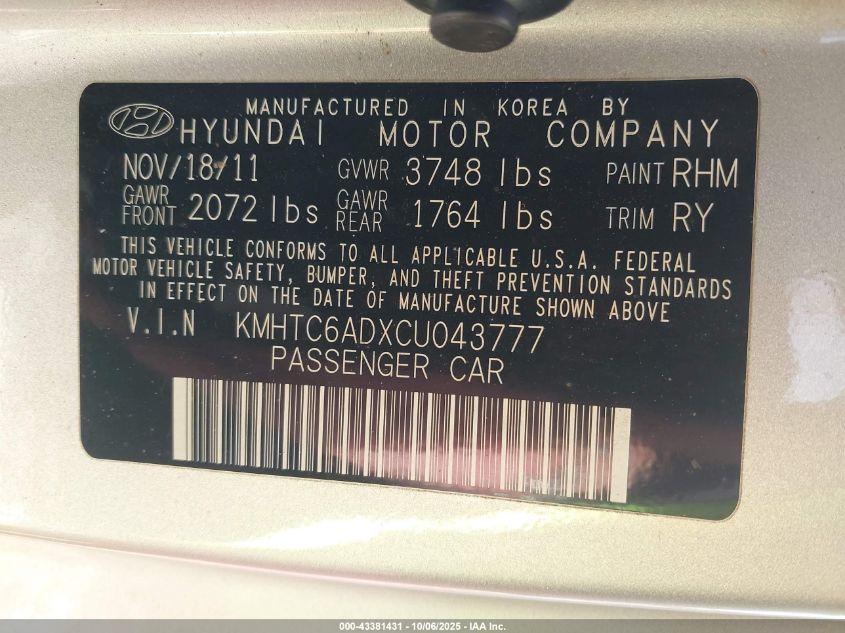 MANUFACTURED IN KOREA BY
HYUNDAI MOTOR COMPANY
NOV/18/11 GVWR 3748 lbs PAINT RHM
GAWR FRONT 2072 lbs GAWR REAR 1764 lbs TRIM RY
THIS VEHICLE CONFORMS TO ALL APPLICABLE U.S.A. FEDERAL
MOTOR VEHICLE SAFETY, BUMPER, AND THEFT PREVENTION STANDARDS
IN EFFECT ON THE DATE OF MANUFACTURE SHOWN ABOVE
V.I.N KMHTC6ADXCU043777
PASSENGER CAR
000-43381431 - 10/06/2025 - IAA Inc.